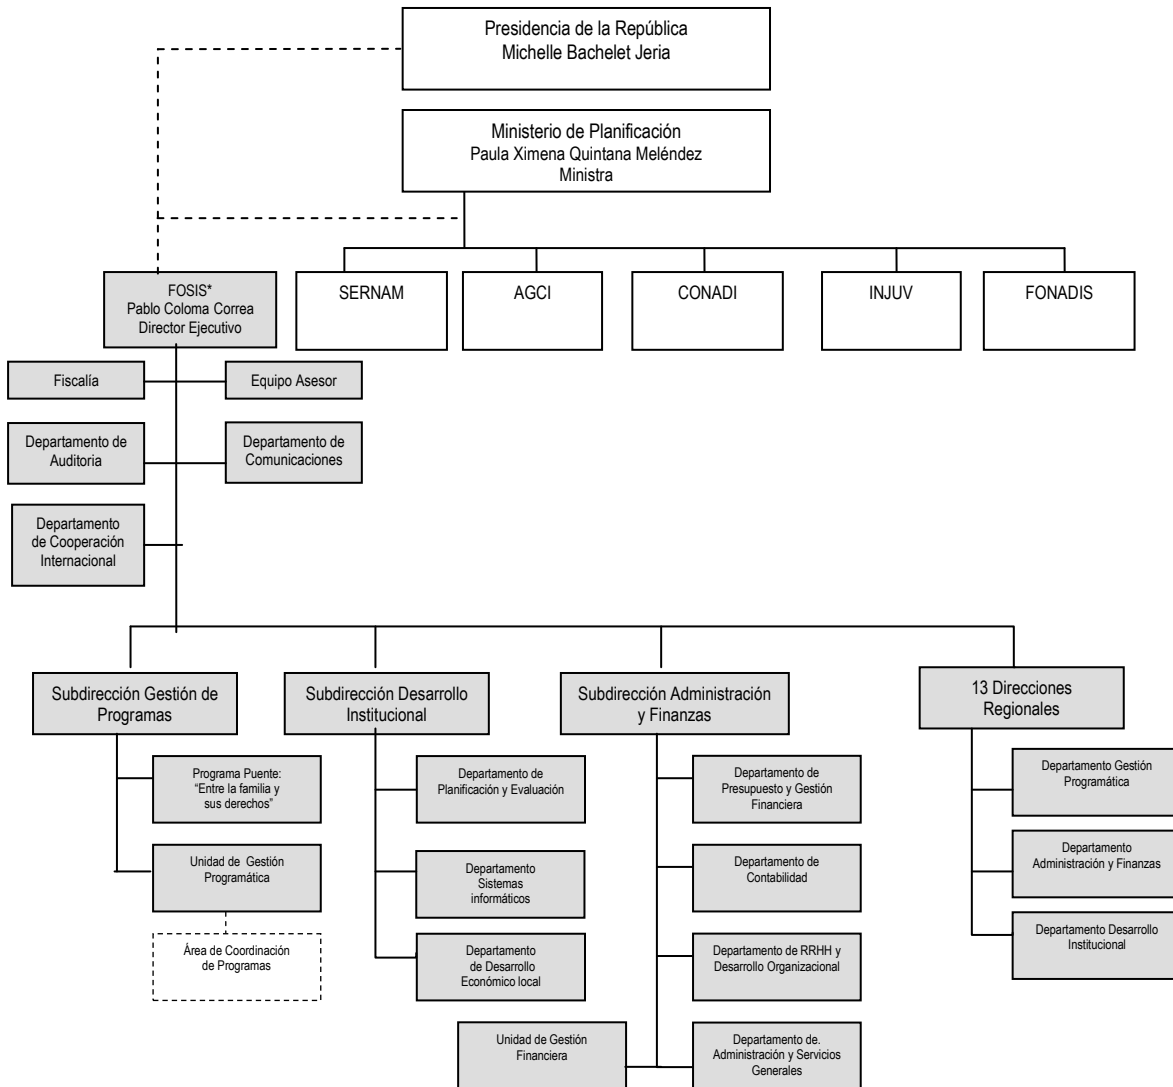 Presidencia de la República
Michelle Bachelet Jeria
Ministerio de Planificación
Paula Ximena Quintana Meléndez
Ministra
FOSIS*
Pablo Coloma Correa
Director Ejecutivo
SERNAM
AGCI
CONADI
INJUV
FONADIS
Fiscalía
Equipo Asesor
Departamento de
Auditoria
Departamento de
Comunicaciones
Departamento
de Cooperación
Internacional
Subdirección Gestión de
Programas
Subdirección Desarrollo
Institucional
Subdirección Administración
y Finanzas
13 Direcciones
Regionales
Programa Puente:
“Entre la familia y
sus derechos”
Departamento de
Planificación y Evaluación
Departamento de
Presupuesto y Gestión
Financiera
Departamento Gestión
Programática
Unidad de Gestión
Programática
Departamento
Sistemas
informáticos
Departamento de
Contabilidad
Departamento
Administración y Finanzas
Área de Coordinación
de Programas
Departamento
de Desarrollo
Económico local
Departamento de RRHH y
Desarrollo Organizacional
Departamento Desarrollo
Institucional
Unidad de Gestión
Financiera
Departamento de.
Administración y Servicios
Generales